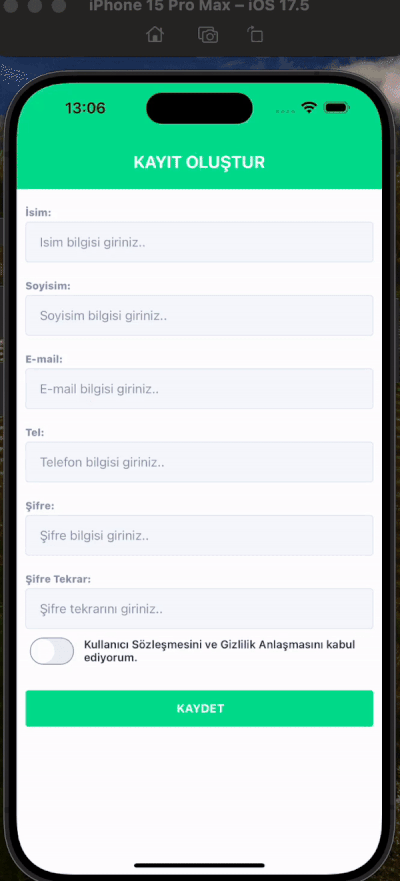 iPhone 15 Pro Max – iOS 17.5
13:06
KAYIT OLUŞTUR
İsim:
Isim bilgisi giriniz..
Soyisim:
Soyisim bilgisi giriniz..
E-mail:
E-mail bilgisi giriniz..
Tel:
Telefon bilgisi giriniz..
Şifre:
Şifre bilgisi giriniz..
Şifre Tekrar:
Şifre tekrarını giriniz..
Kullanıcı Sözleşmesini ve Gizlilik Anlaşmasını kabul
ediyorum.
KAYDET